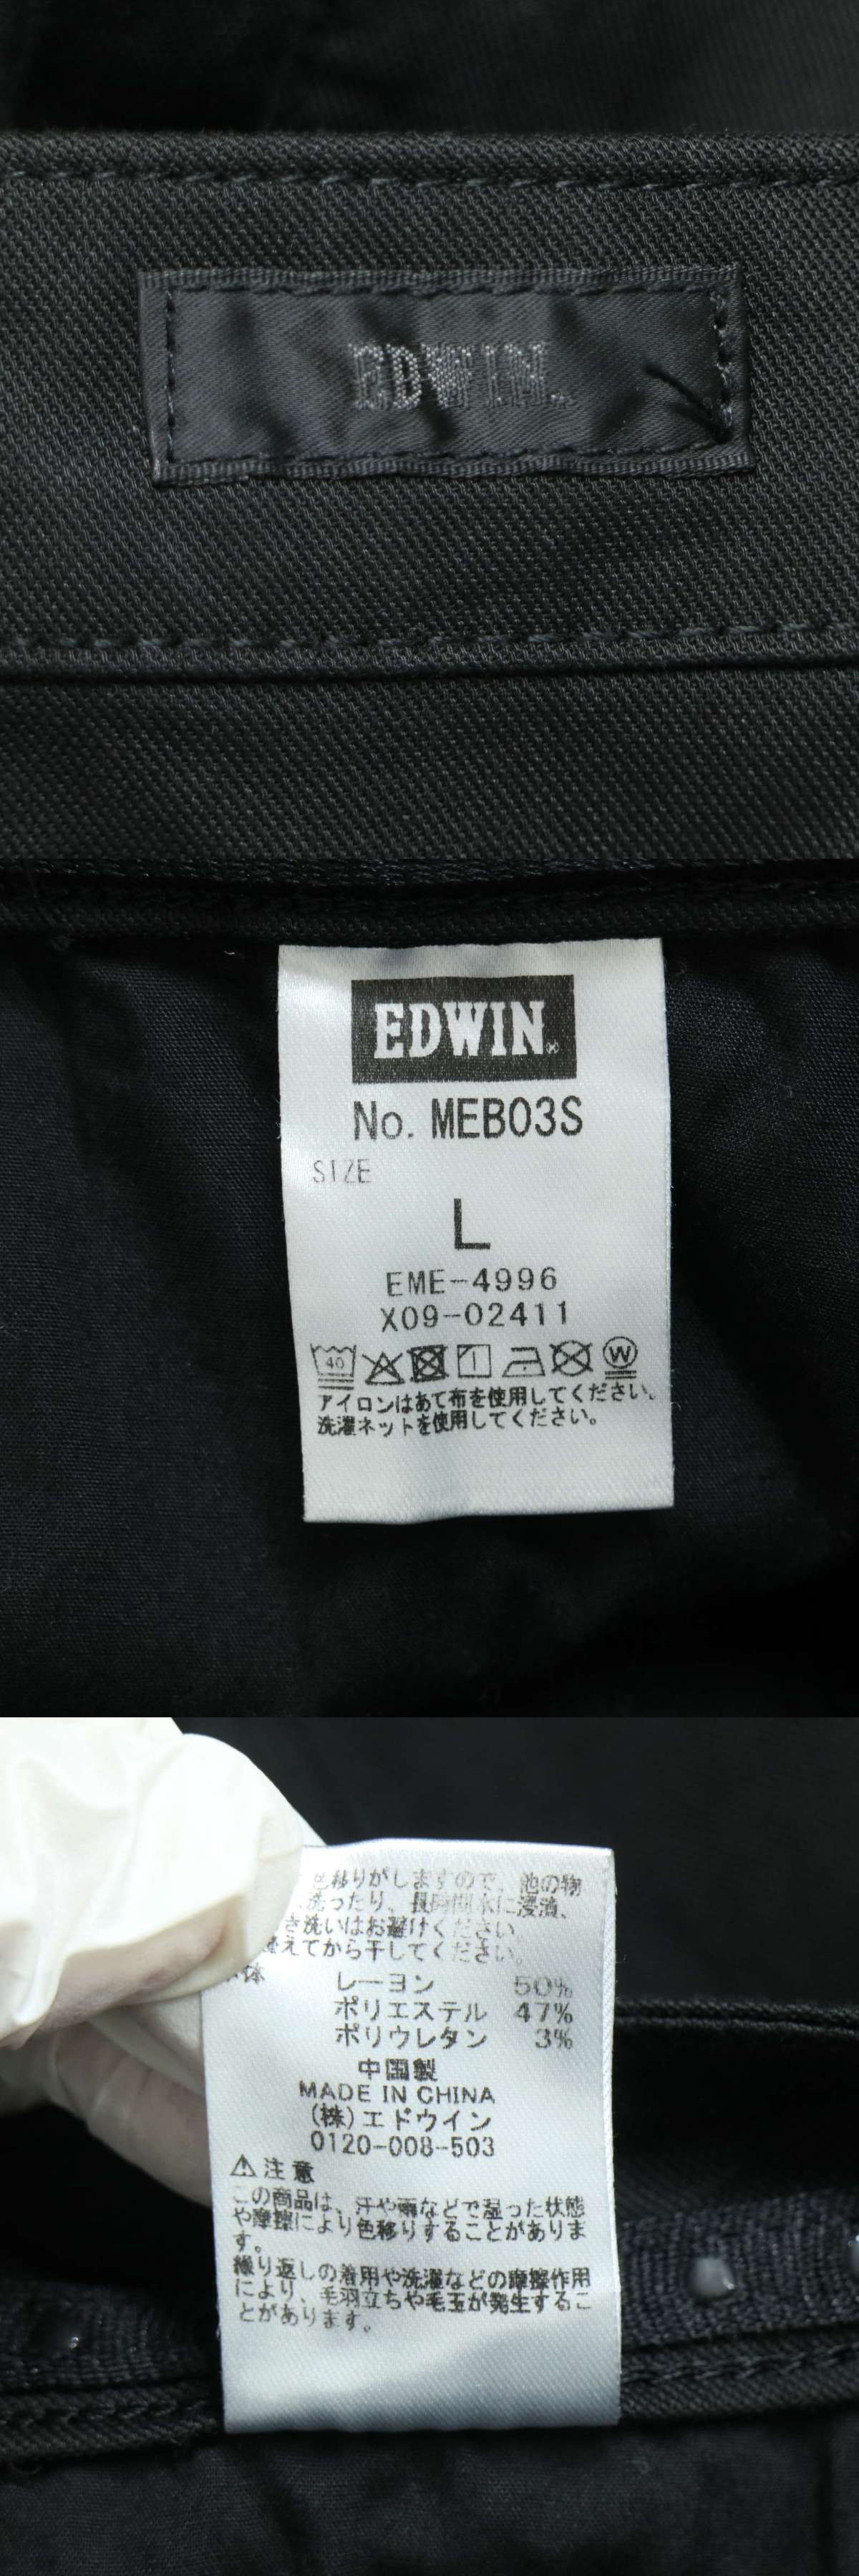 EDWIN
EDWIN
No. MEB03S
SIZE
L
EME-4996
X09-02411
40
W
アイロンはあて布を使用してください。
洗濯ネットを使用してください。
色移りがしますので、他の物
洗ったり、長時間水に浸漬、
き洗いはお避けください。
整えてから干してください。
体
レーヨン 50%
ポリエステル 47%
ポリウレタン 3%
中国製
MADE IN CHINA
(株)エドウイン
0120-008-503
注意
この商品は、汗や雨などで湿った状態
や摩擦により色移りすることがありま
す。
繰り返しの着用や洗濯などの摩擦作用
により、毛羽立ちや毛玉が発生するこ
とがあります。